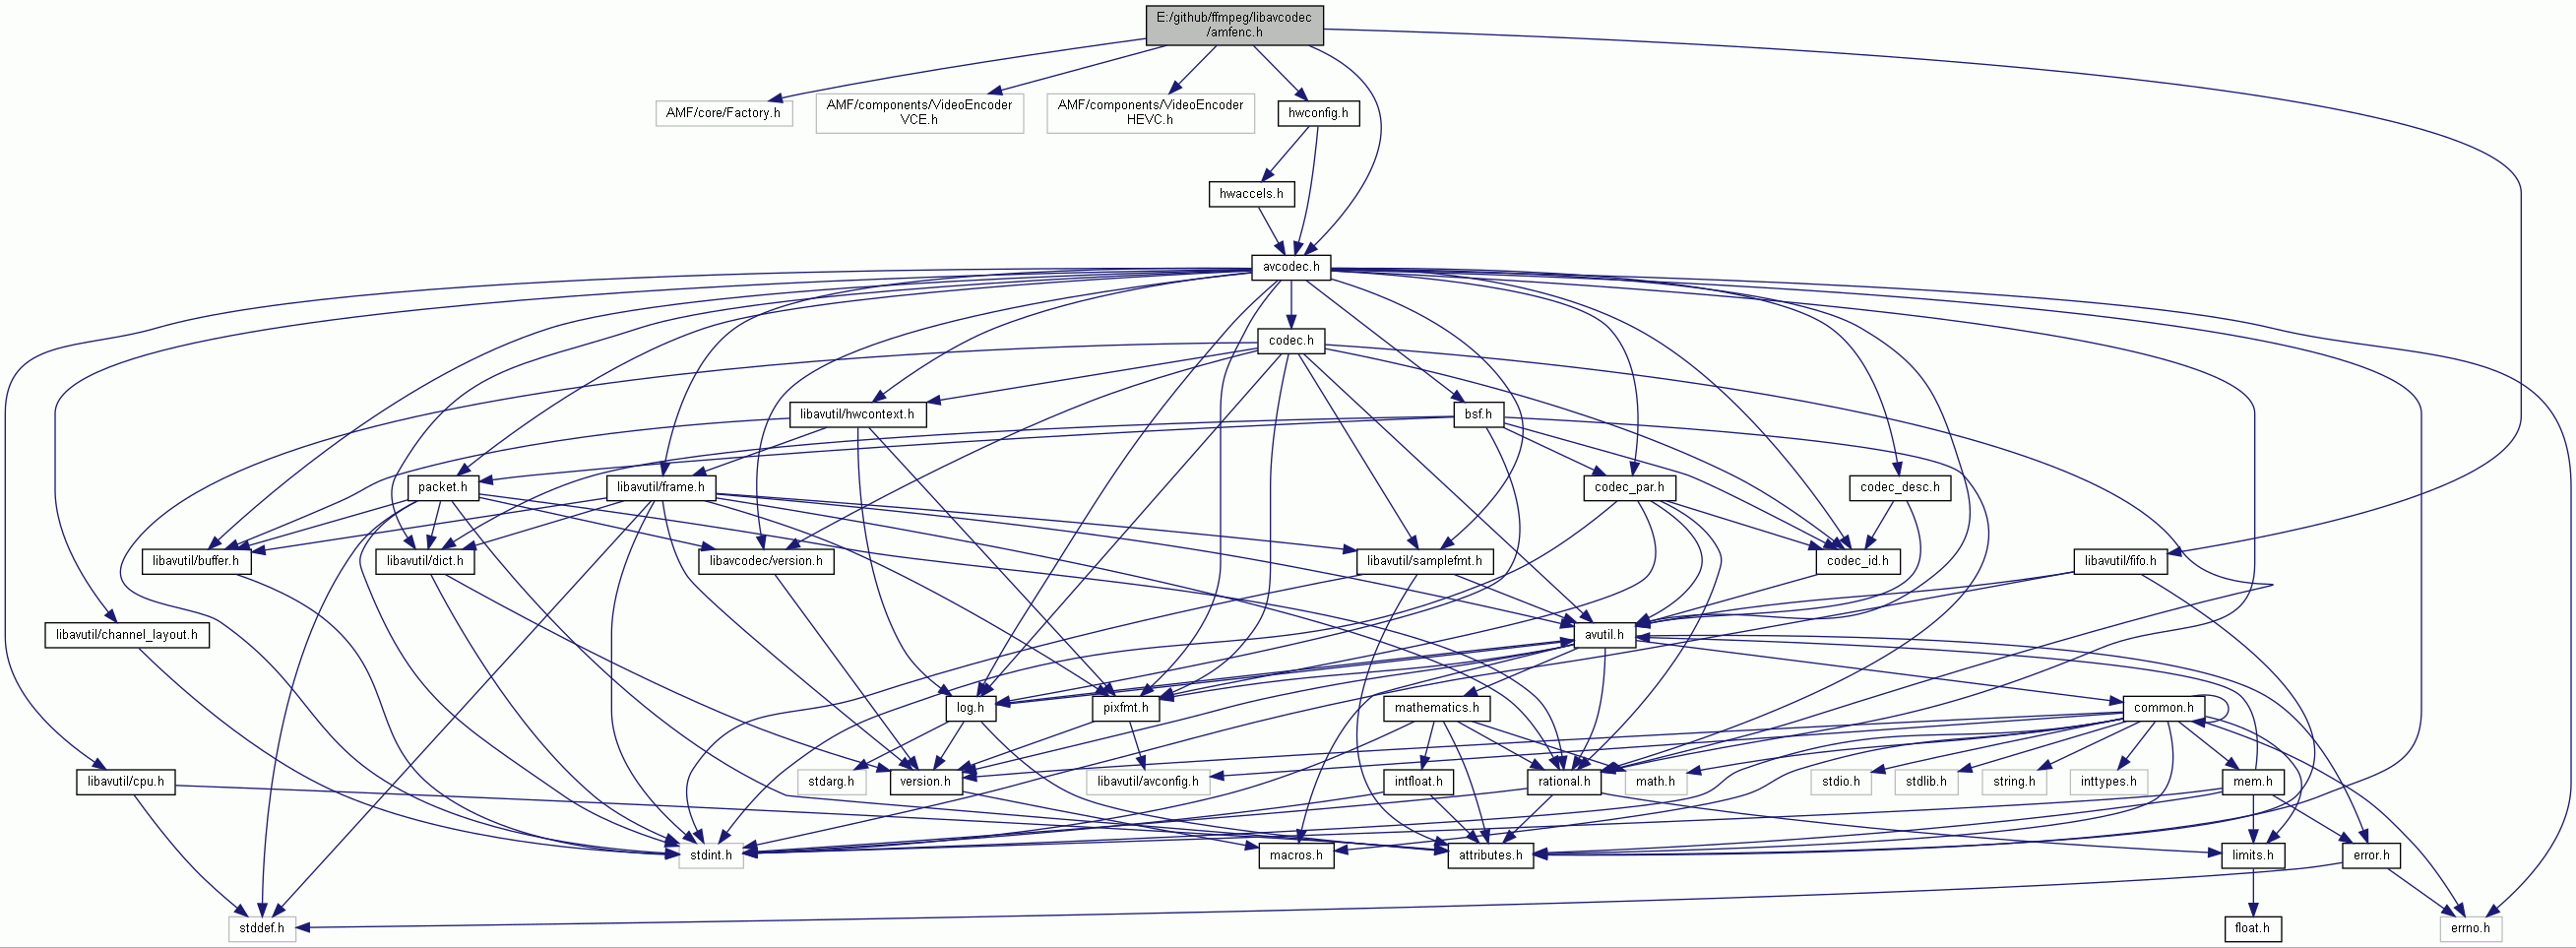 E:/github/ffmpeg/libavcodec
/amfenc.h
AMF/core/Factory.h
AMF/components/VideoEncoder
VCE.h
AMF/components/VideoEncoder
HEVC.h
hwconfig.h
hwaccels.h
avcodec.h
codec.h
libavutil/hwcontext.h
bsf.h
packet.h
libavutil/frame.h
codec_par.h
codec_desc.h
libavutil/buffer.h
libavutil/dict.h
libavcodec/version.h
libavutil/samplefmt.h
codec_id.h
libavutil/fifo.h
libavutil/channel_layout.h
avutil.h
log.h
pixfmt.h
mathematics.h
common.h
libavutil/cpu.h
stdarg.h
version.h
libavutil/avconfig.h
intfloat.h
rational.h
math.h
stdio.h
stdlib.h
string.h
inttypes.h
mem.h
stdint.h
macros.h
attributes.h
limits.h
error.h
stddef.h
float.h
errno.h